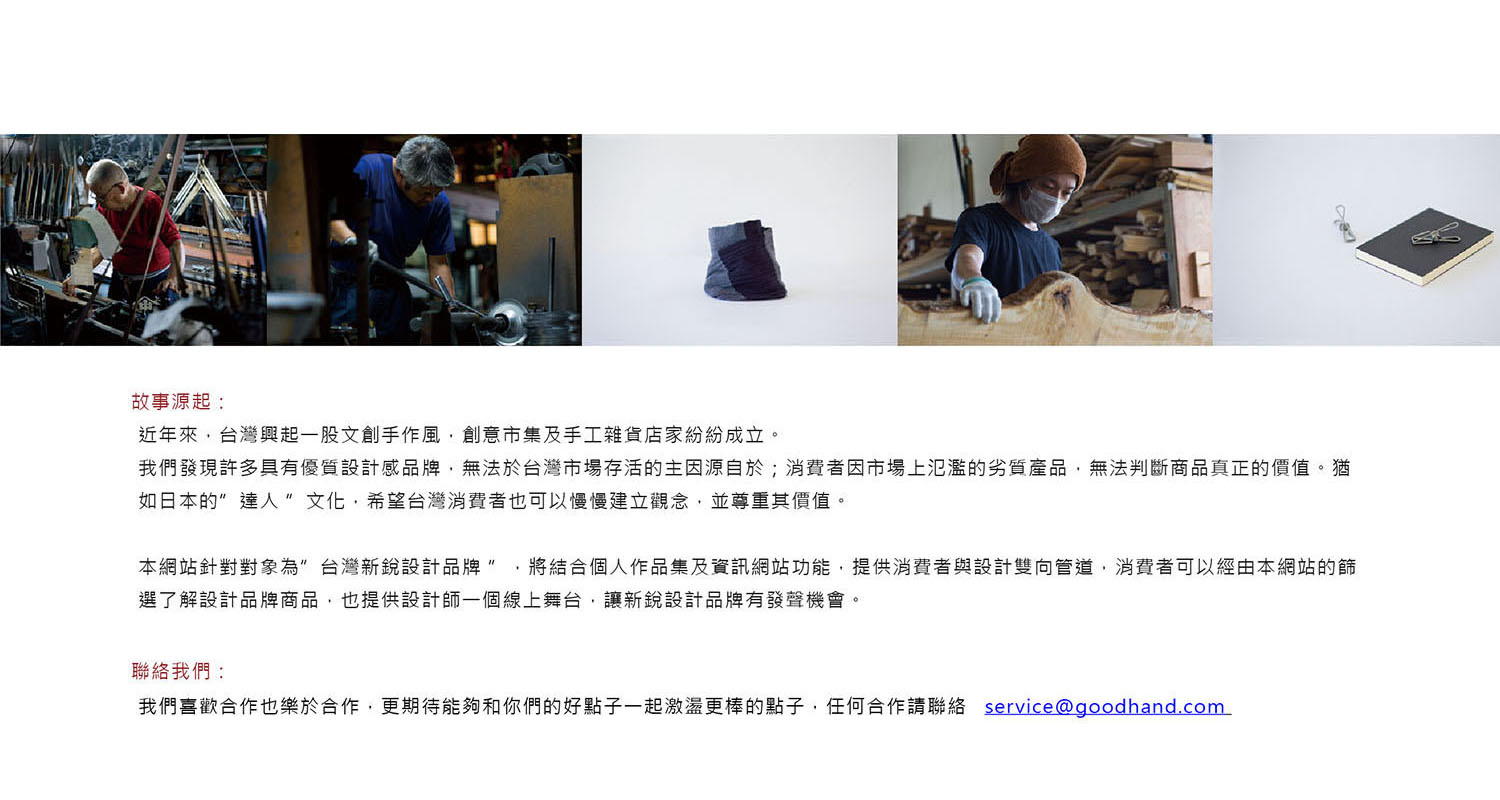 故事源起：
近年來，台灣興起一股文創手作風，創意市集及手工雜貨店家紛紛成立。
我們發現許多具有優質設計感品牌，無法於台灣市場存活的主因源自於；消費者因市場上氾濫的劣質產品，無法判斷商品真正的價值。猶
如日本的”達人 ”文化，希望台灣消費者也可以慢慢建立觀念，並尊重其價值。
本網站針對對象為”台灣新銳設計品牌 ”，將結合個人作品集及資訊網站功能，提供消費者與設計雙向管道，消費者可以經由本網站的篩
選了解設計品牌商品，也提供設計師一個線上舞台，讓新銳設計品牌有發聲機會。
聯絡我們：
我們喜歡合作也樂於合作，更期待能夠和你們的好點子一起激盪更棒的點子，任何合作請聯絡 service@goodhand.com